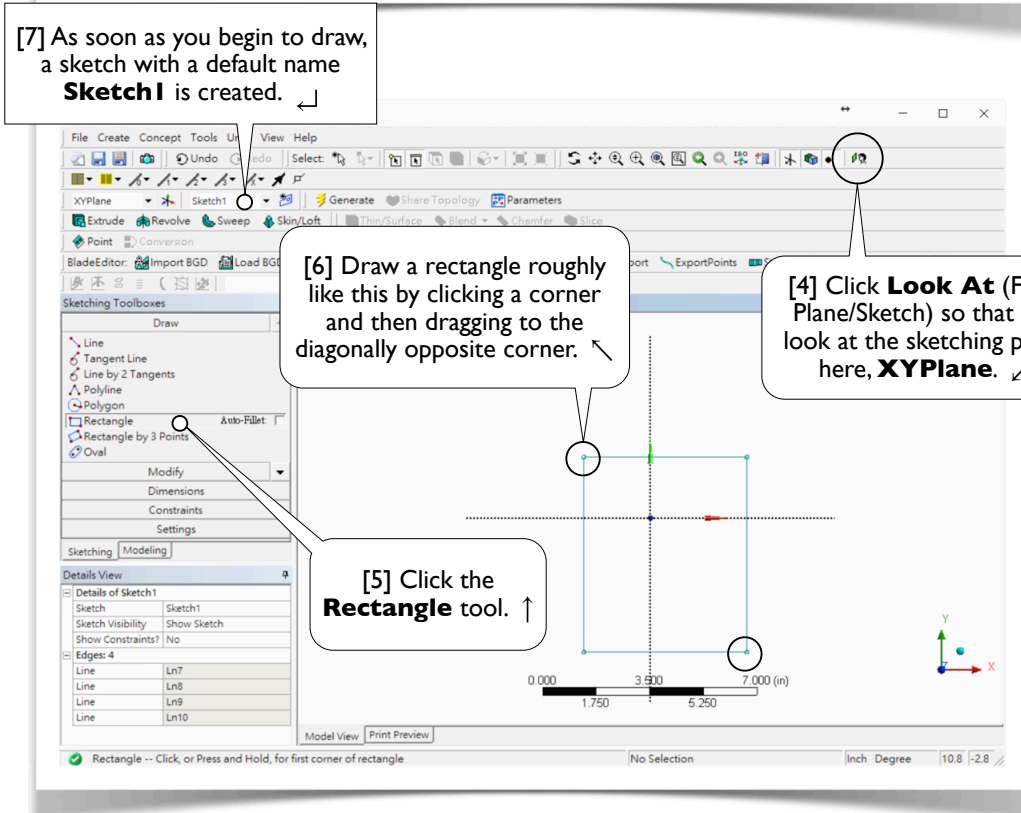 [7] As soon as you begin to draw,
a sketch with a default name
Sketch1 is created. ↵
File Create Concept Tools View Help
Undo Select:
XYPlane Sketch1 Generate Share Topology Parameters
Extrude Revolve Sweep Skin/Loft Thin/Surface Blend Chamfer Slice
Point Conversion
BladeEditor: Import BGD Load BGD ExportPoints
[6] Draw a rectangle roughly
like this by clicking a corner
and then dragging to the
diagonally opposite corner. ↖
[4] Click Look At (F
Plane/Sketch) so that
look at the sketching p
here, XYPlane. ↙
Sketching Toolboxes
Draw
Line
Tangent Line
Line by 2 Tangents
Polyline
Polygon
Rectangle Auto-Fillet:
Rectangle by 3 Points
Oval
Modify
Dimensions
Constraints
Settings
Sketching Modeling
[5] Click the
Rectangle tool. ↑
Details View
Details of Sketch1
Sketch Sketch1
Sketch Visibility Show Sketch
Show Constraints? No
Edges: 4
Line Ln7
Line Ln8
Line Ln9
Line Ln10
Y
X
0.000 3.500 7.000 (in)
1.750 5.250
Model View Print Preview
Rectangle -- Click, or Press and Hold, for first corner of rectangle No Selection Inch Degree 10.8 -2.8